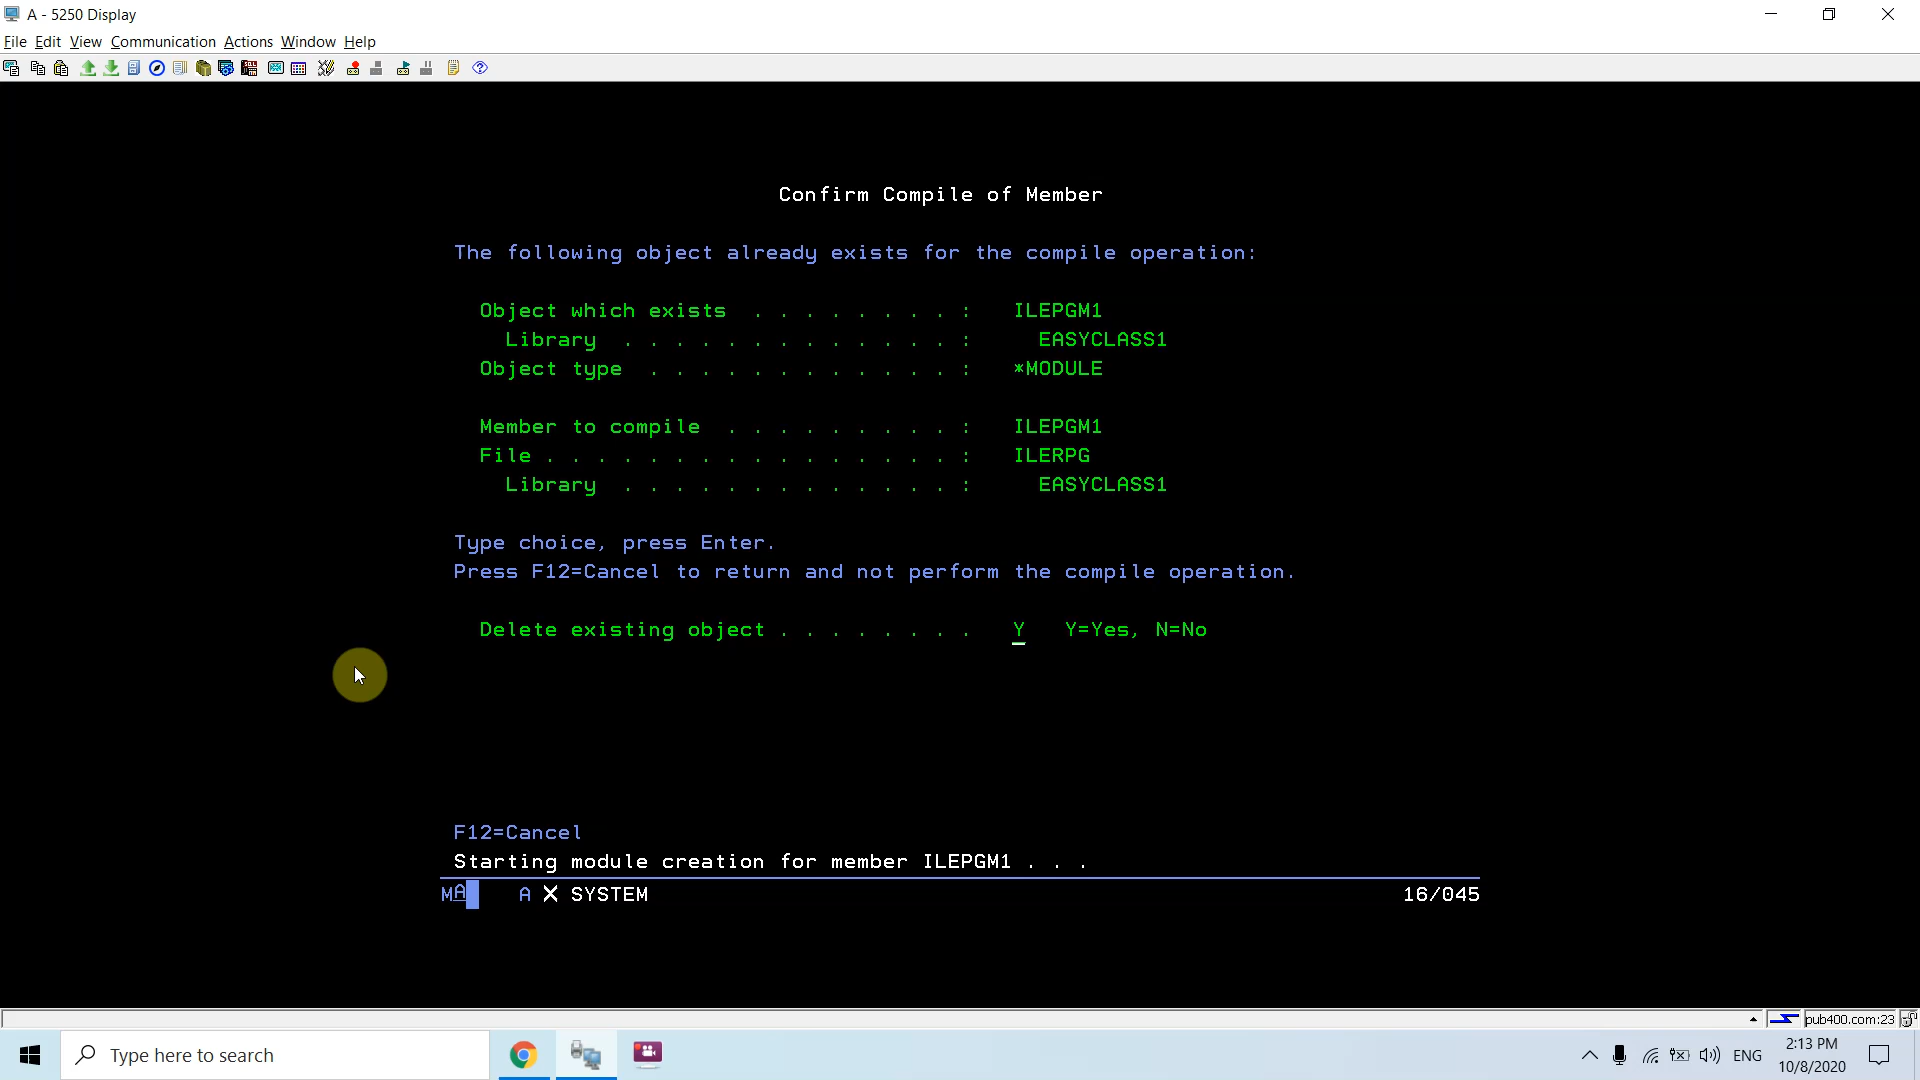 A - 5250 Display
File Edit View Communication Actions Window Help
Confirm Compile of Member
The following object already exists for the compile operation:
Object which exists . . . . . . . . : ILEPGM1
Library . . . . . . . . . . . . . : EASYCLASS1
Object type . . . . . . . . . . . . : *MODULE
Member to compile . . . . . . . . . : ILEPGM1
File . . . . . . . . . . . . . . . . : ILERPG
Library . . . . . . . . . . . . . : EASYCLASS1
Type choice, press Enter.
Press F12=Cancel to return and not perform the compile operation.
Delete existing object . . . . . . . . Y Y=Yes, N=No
F12=Cancel
Starting module creation for member ILEPGM1 . . .
MA A X SYSTEM 16/045
pub400.com:23
Type here to search
ENG
2:13 PM
10/8/2020